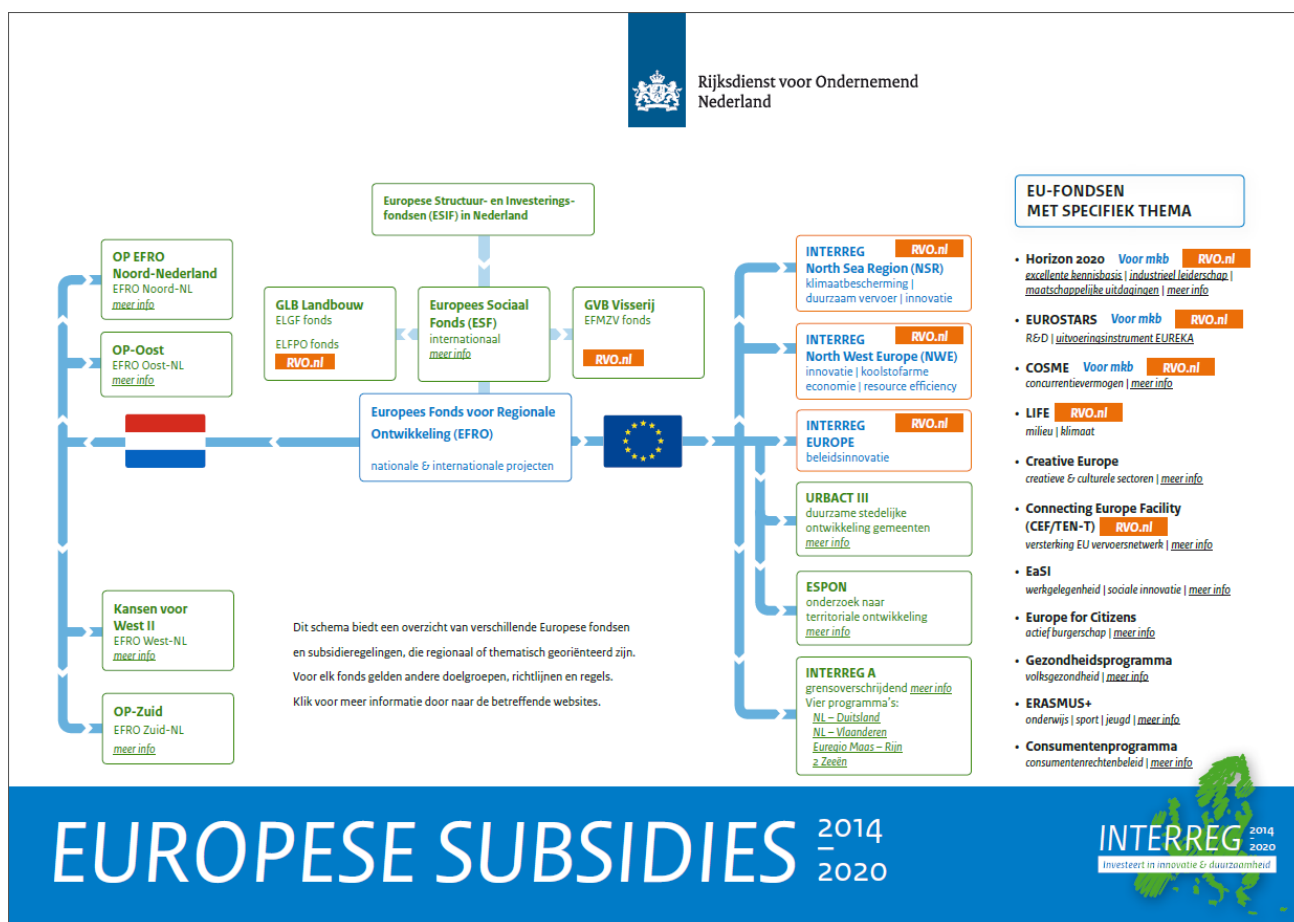 Rijksdienst voor Ondernemend
Nederland
Europese Structuur- en Investerings-
fondsen (ESIF) in Nederland
OP EFRO
Noord-Nederland
EFRO Noord-NL
meer info
OP-Oost
EFRO Oost-NL
meer info
GLB Landbouw
ELGF fonds
ELFPO fonds
RVO.nl
Europees Sociaal
Fonds (ESF)
internationaal
meer info
GVB Visserij
EFMZV fonds
RVO.nl
Europees Fonds voor Regionale
Ontwikkeling (EFRO)
nationale & internationale projecten
Kansen voor
West II
EFRO West-NL
meer info
OP-Zuid
EFRO Zuid-NL
meer info
Dit schema biedt een overzicht van verschillende Europese fondsen
en subsidieregelingen, die regionaal of thematisch georiënteerd zijn.
Voor elk fonds gelden andere doelgroepen, richtlijnen en regels.
Klik voor meer informatie door naar de betreffende websites.
INTERREG RVO.nl
North Sea Region (NSR)
klimaatbescherming |
duurzaam vervoer | innovatie
INTERREG RVO.nl
North West Europe (NWE)
innovatie | koolstofarme
economie | resource efficiency
INTERREG RVO.nl
EUROPE
beleidsinnovatie
URBACT III
duurzame stedelijke
ontwikkeling gemeenten
meer info
ESPON
onderzoek naar
territoriale ontwikkeling
meer info
INTERREG A
grensoverschrijdend meer info
Vier programma's:
NL – Duitsland
NL – Vlaanderen
Euregio Maas – Rijn
2 Zeeën
EU-FONDSEN
MET SPECIFIEK THEMA
• Horizon 2020 Voor mkb RVO.nl
excellente kennisbasis | industrieel leiderschap |
maatschappelijke uitdagingen | meer info
• EUROSTARS Voor mkb RVO.nl
R&D | uitvoeringsinstrument EUREKA
• COSME Voor mkb RVO.nl
concurrentievermogen | meer info
• LIFE RVO.nl
milieu | klimaat
• Creative Europe
creatieve & culturele sectoren | meer info
• Connecting Europe Facility
(CEF/TEN-T) RVO.nl
versterking EU vervoersnetwerk | meer info
• EaSI
werkgelegenheid | sociale innovatie | meer info
• Europe for Citizens
actief burgerschap | meer info
• Gezondheidsprogramma
volksgezondheid | meer info
• ERASMUS+
onderwijs | sport | jeugd | meer info
• Consumentenprogramma
consumentenrechtenbeleid | meer info
EUROPESE SUBSIDIES 2014 – 2020
INTERREG 2014 – 2020
Investeert in innovatie & duurzaamheid